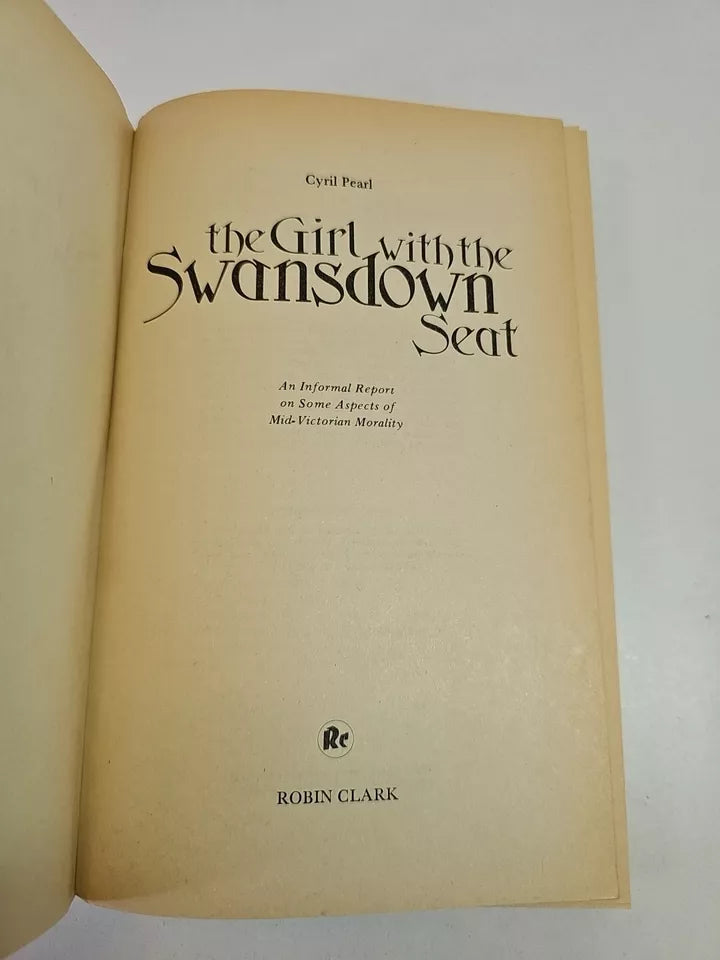 Cyril Pearl
the Girl with the
Swansdown
Seat
An Informal Report
on Some Aspects of
Mid-Victorian Morality
Rc
ROBIN CLARK